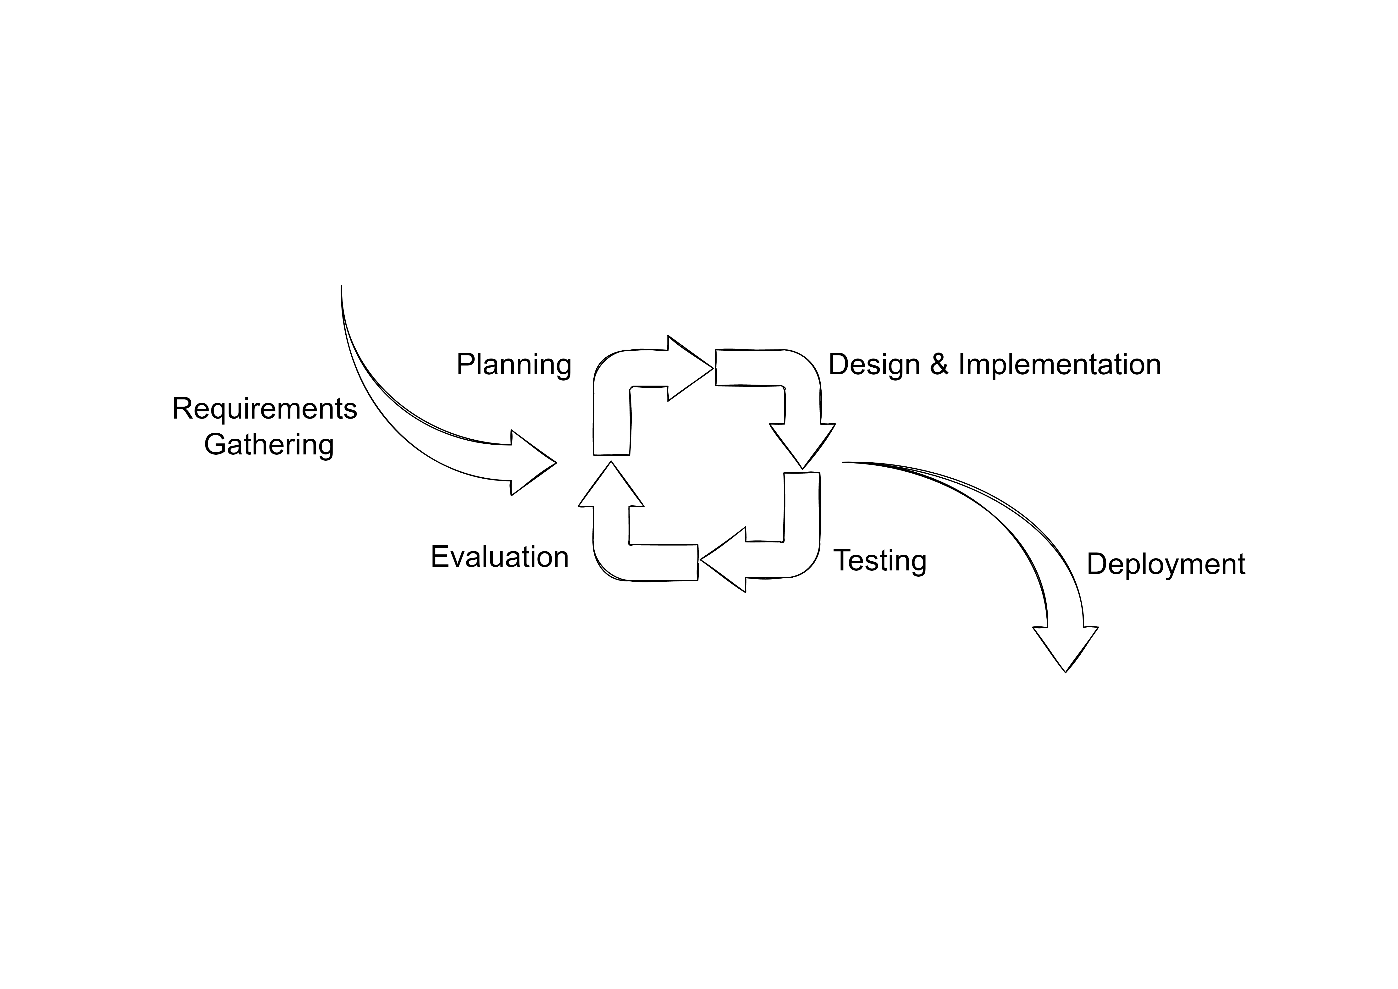 Planning
Design & Implementation
Requirements
Gathering
Evaluation
Testing
Deployment